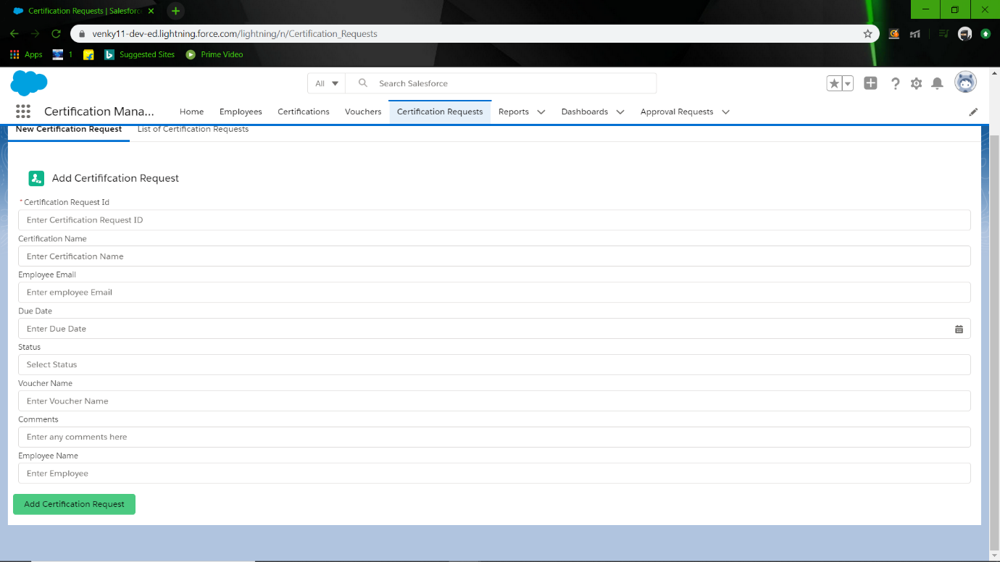 Certification Requests | Salesforc
venky11-dev-ed.lightning.force.com/lightning/n/Certification_Requests
Apps 1 Suggested Sites Prime Video
All Search Salesforce
Certification Mana... Home Employees Certifications Vouchers Certification Requests Reports Dashboards Approval Requests
New Certification Request List of Certification Requests
Add Certififcation Request
* Certification Request Id
Enter Certification Request ID
Certification Name
Enter Certification Name
Employee Email
Enter employee Email
Due Date
Enter Due Date
Status
Select Status
Voucher Name
Enter Voucher Name
Comments
Enter any comments here
Employee Name
Enter Employee
Add Certification Request